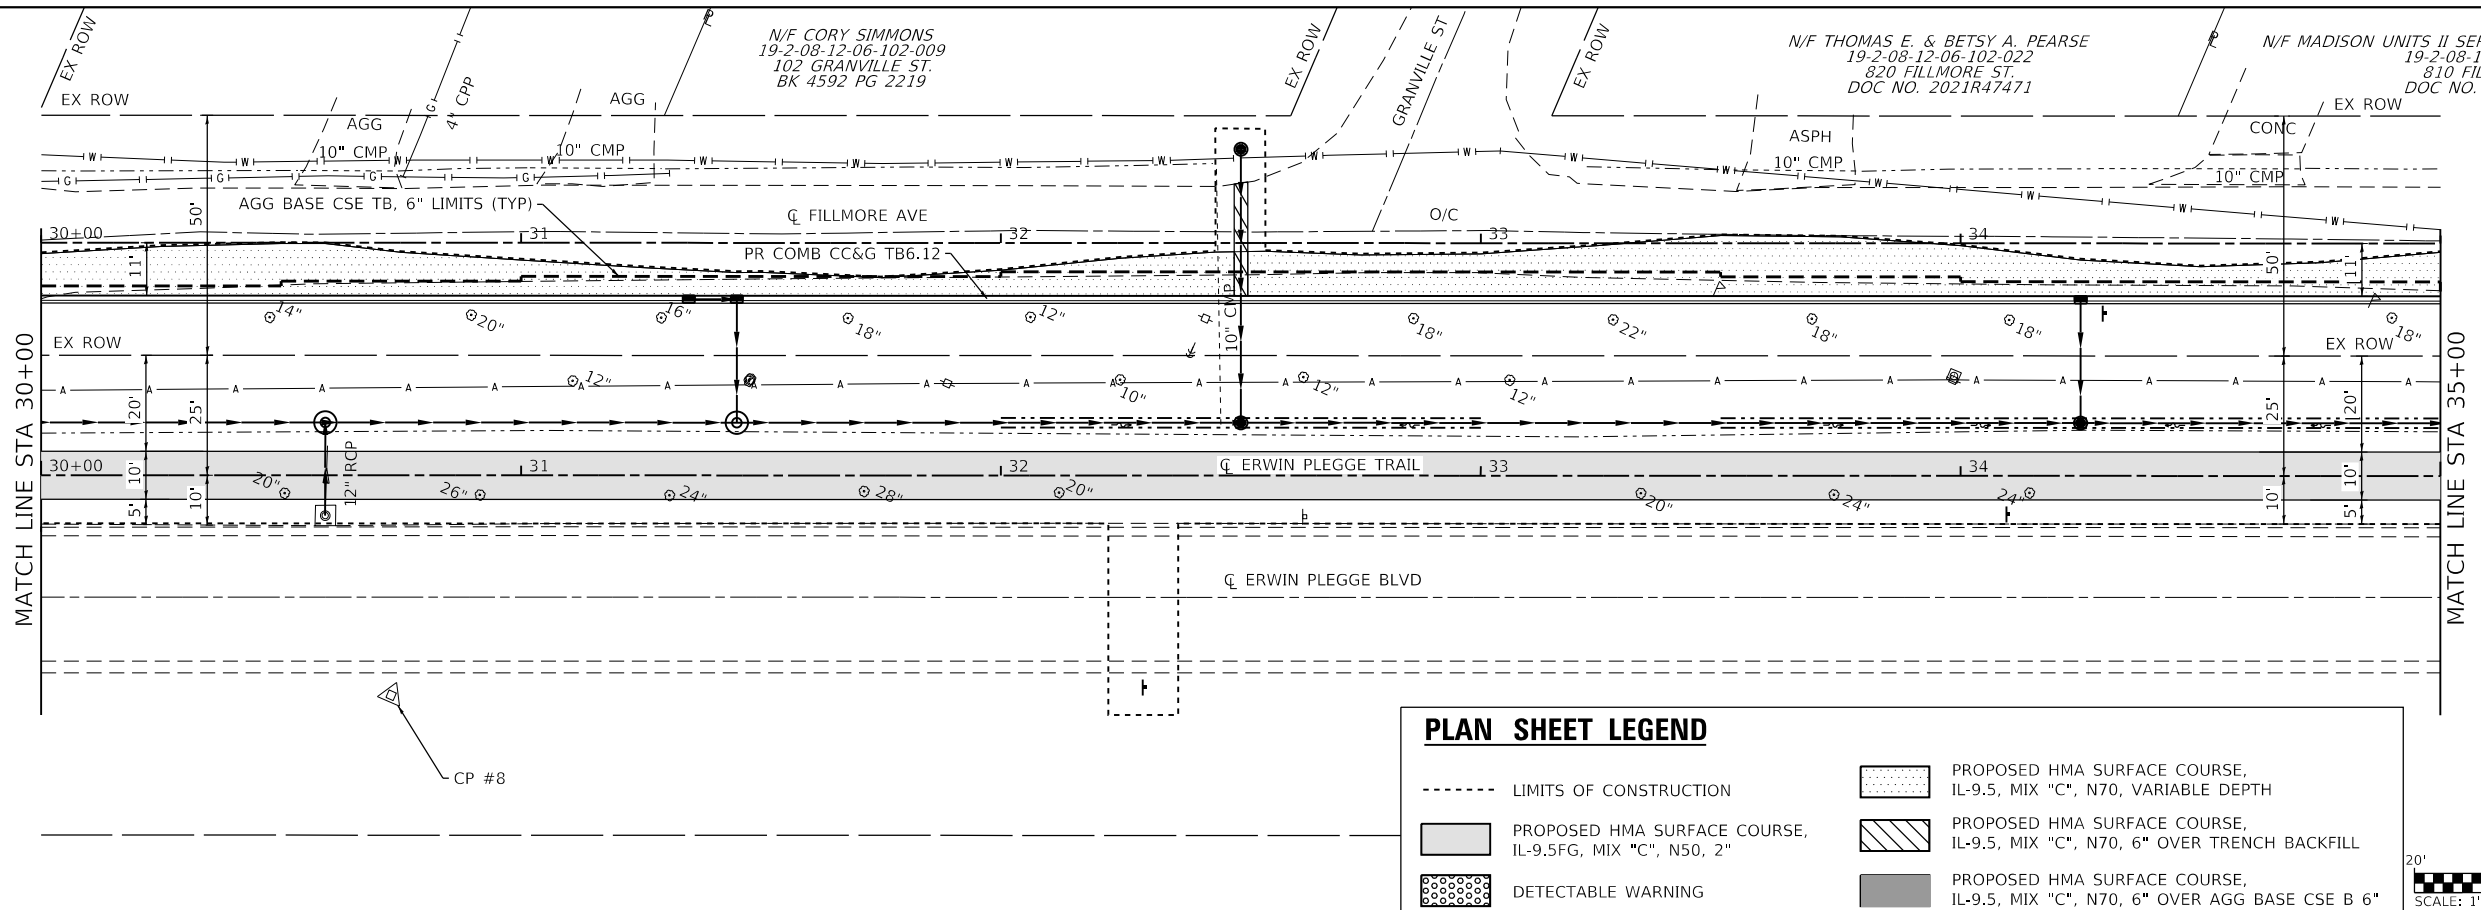 EX ROW
N/F CORY SIMMONS
19-2-08-12-06-102-009
102 GRANVILLE ST.
BK 4592 PG 2219
EX ROW
GRANVILLE ST
EX ROW
N/F THOMAS E. & BETSY A. PEARSE
19-2-08-12-06-102-022
820 FILLMORE ST.
DOC NO. 2021R47471
N/F MADISON UNITS II
19-2-08-1
810
DOC NO.
EX ROW
AGG
G
4" CPP
AGG
EX ROW
10" CMP
10" CMP
ASPH
10" CMP
CONC
10" CMP
W W W W W W W W W W W W W W W
G G G G
AGG BASE CSE TB, 6" LIMITS (TYP)
℄ FILLMORE AVE
O/C
50'
30+00
31
32
33
34
11'
PR COMB CC&G TB6.12
50'
11'
14"
20"
16"
18"
12"
10" CMP
18"
22"
18"
18"
18"
EX ROW
EX ROW
A A A A A A A A A A A A A A A A A A A A A A A A A A A A
12"
10"
12"
12"
20'
25'
25'
20'
30+00
31
32
℄ ERWIN PLEGGE TRAIL
33
34
12" RCP
10'
10'
5'
20"
26"
24"
28"
20"
20"
24"
24"
10'
10'
5'
℄ ERWIN PLEGGE BLVD
MATCH LINE STA 30+00
MATCH LINE STA 35+00
CP #8
PLAN SHEET LEGEND
LIMITS OF CONSTRUCTION
PROPOSED HMA SURFACE COURSE,
IL-9.5FG, MIX "C", N50, 2"
DETECTABLE WARNING
PROPOSED HMA SURFACE COURSE,
IL-9.5, MIX "C", N70, VARIABLE DEPTH
PROPOSED HMA SURFACE COURSE,
IL-9.5, MIX "C", N70, 6" OVER TRENCH BACKFILL
PROPOSED HMA SURFACE COURSE,
IL-9.5, MIX "C", N70, 6" OVER AGG BASE CSE B 6"
20'
SCALE: 1"